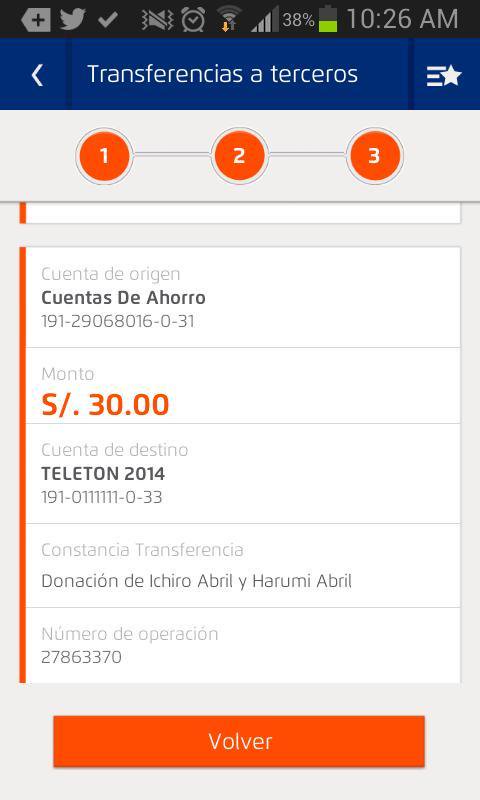 38% 10:26 AM
Transferencias a terceros
1 2 3
Cuenta de origen
Cuentas De Ahorro
191-29068016-0-31
Monto
S/. 30.00
Cuenta de destino
TELETON 2014
191-0111111-0-33
Constancia Transferencia
Donación de Ichiro Abril y Harumi Abril
Número de operación
27863370
Volver